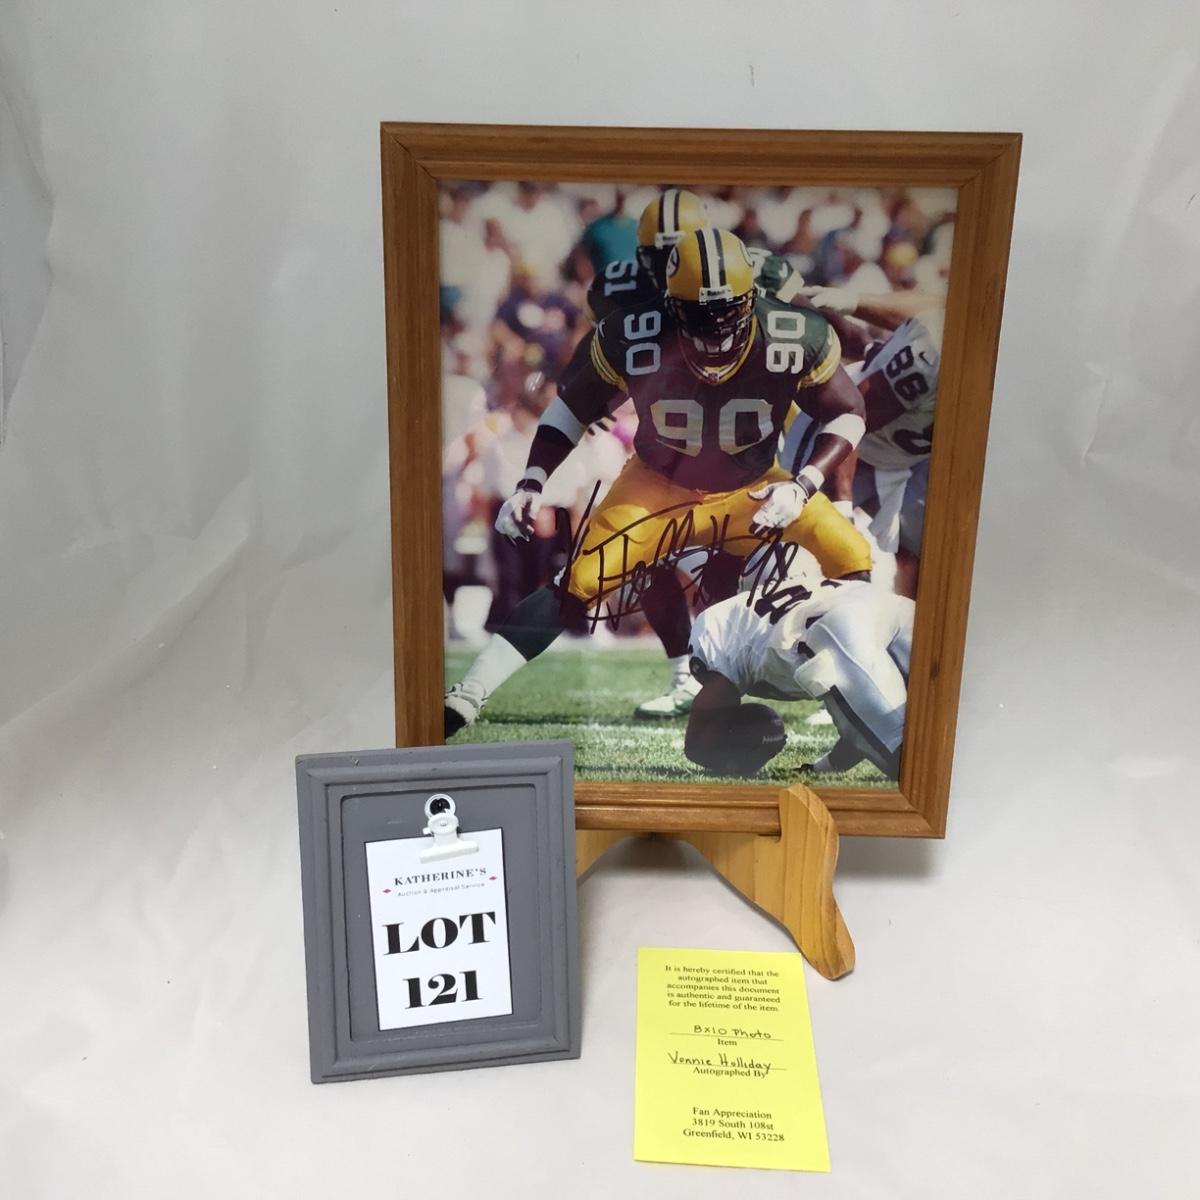 51
90
90
90
86
V Holliday 90
KATHERINE'S
Auction & Appraisal Service
LOT
121
It is hereby certified that the
autographed item that
accompanies this document
is authentic and guaranteed
for the lifetime of the item.
8x10 Photo
Item
Vonnie Holliday
Autographed By
Fan Appreciation
3819 South 108st
Greenfield, WI 53228